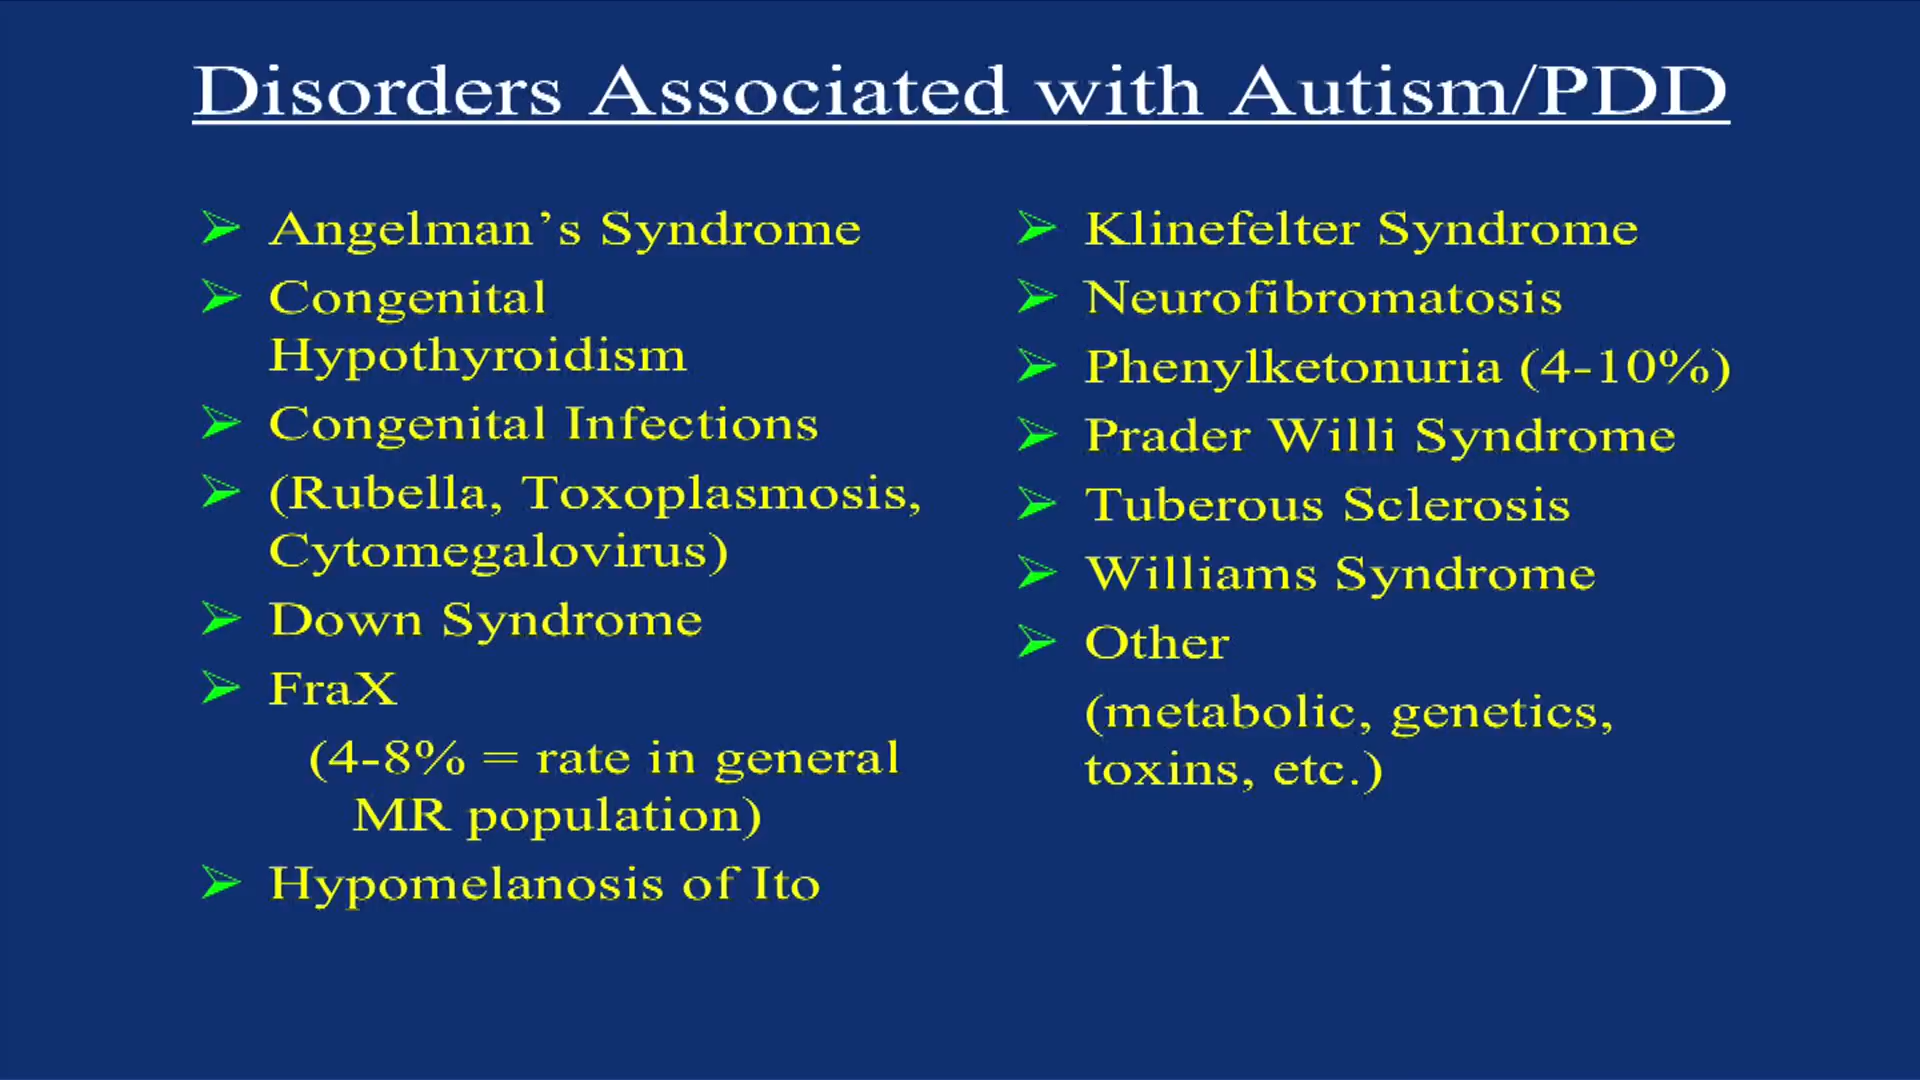 Disorders Associated with Autism/PDD
Angelman’s Syndrome
Congenital
Hypothyroidism
Congenital Infections
(Rubella, Toxoplasmosis,
Cytomegalovirus)
Down Syndrome
FraX
(4-8% = rate in general
MR population)
Hypomelanosis of Ito
Klinefelter Syndrome
Neurofibromatosis
Phenylketonuria (4-10%)
Prader Willi Syndrome
Tuberous Sclerosis
Williams Syndrome
Other
(metabolic, genetics,
toxins, etc.)